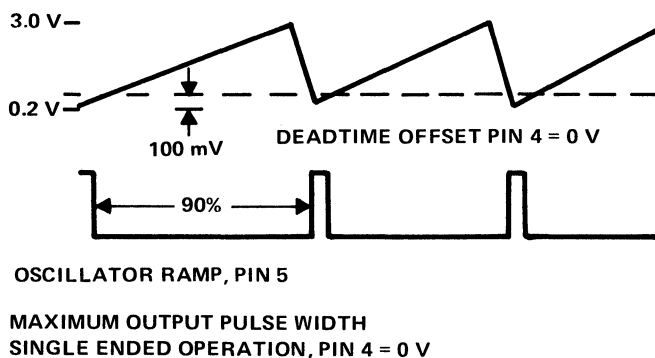 3.0 V
0.2 V
100 mV
DEADTIME OFFSET PIN 4 = 0 V
90%
OSCILLATOR RAMP, PIN 5
MAXIMUM OUTPUT PULSE WIDTH
SINGLE ENDED OPERATION, PIN 4 = 0 V